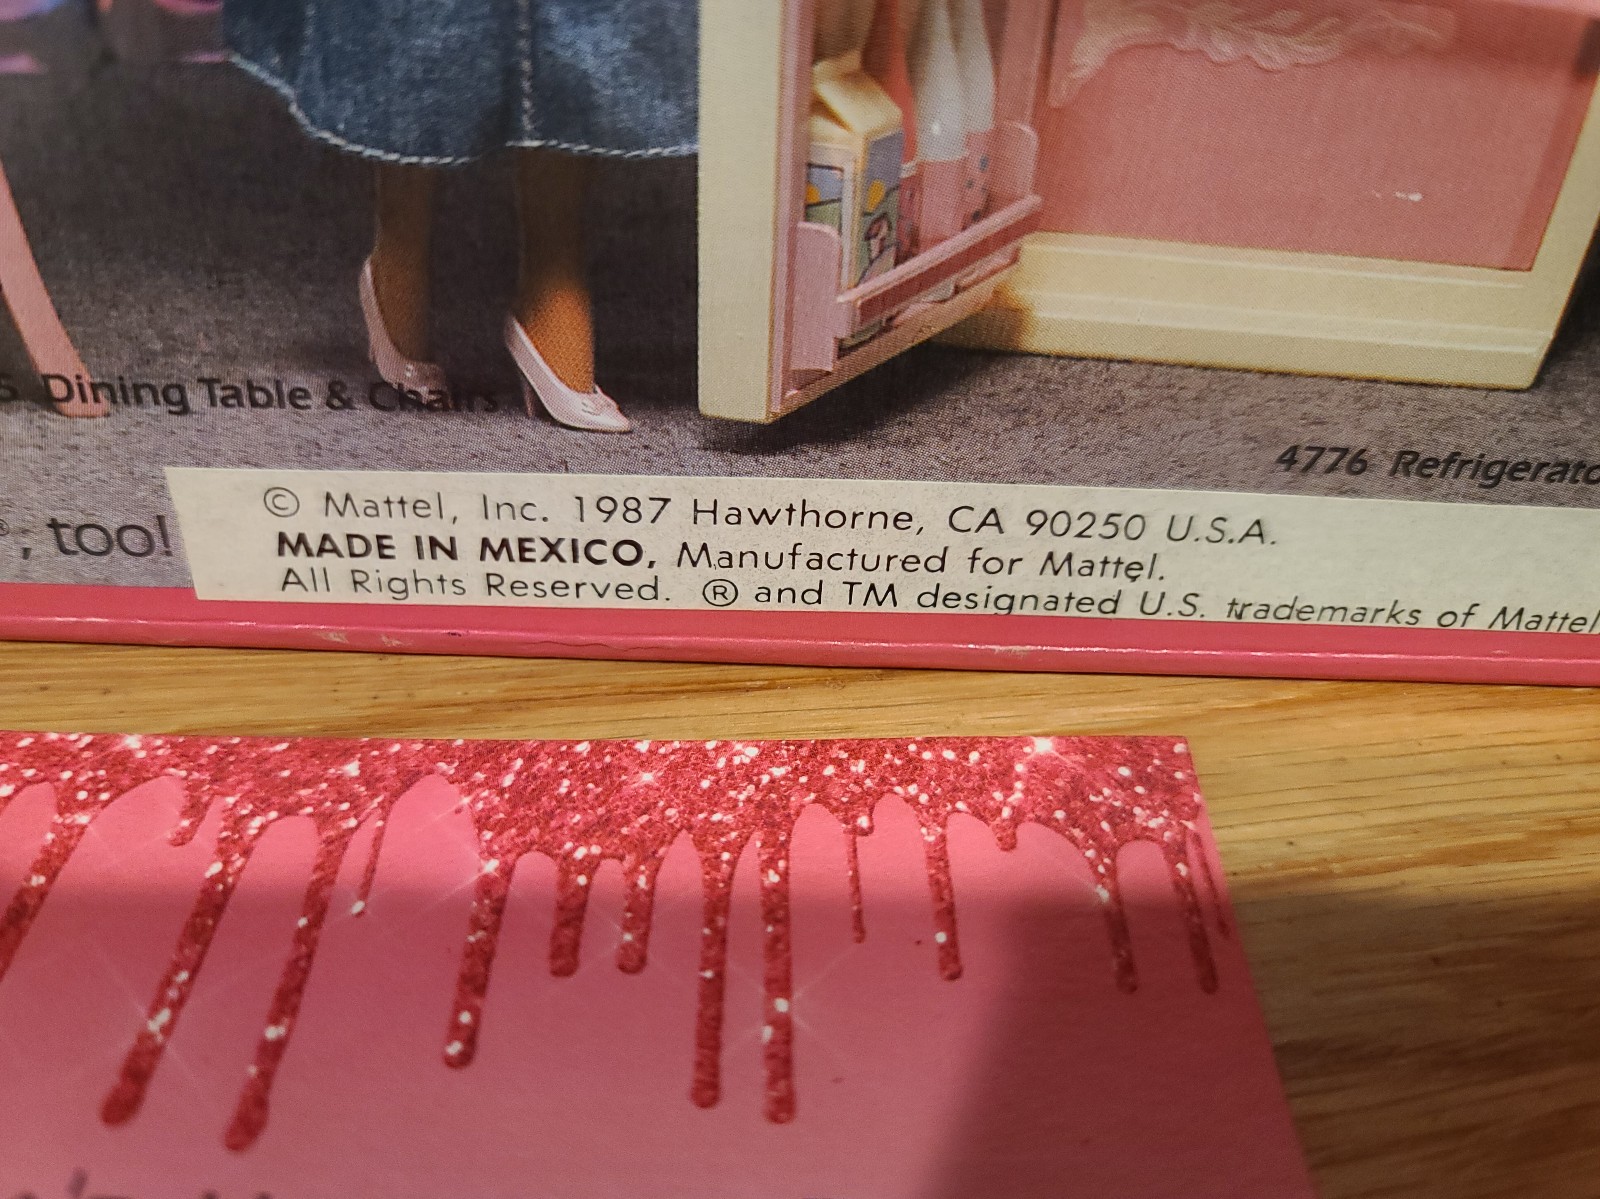 5 Dining Table & Chairs
4776 Refrigerato
®, too!
© Mattel, Inc. 1987 Hawthorne, CA 90250 U.S.A.
MADE IN MEXICO, Manufactured for Mattel.
All Rights Reserved. ® and TM designated U.S. trademarks of Mattel